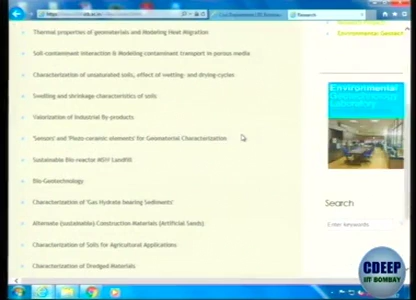 Research
Thermal properties of geomaterials and Modeling Heat Migration
Soil-contaminant interaction & Modeling contaminant transport in porous media
Characterization of unsaturated soils, effect of wetting- and drying-cycles
Swelling and shrinkage characteristics of soils
Valorization of Industrial By-products
'Sensors' and 'Piezo-ceramic elements' for Geomaterial Characterization
Sustainable Bio-reactor MSW Landfill
Bio-Geotechnology
Characterization of 'Gas Hydrate bearing Sediments'
Alternate (sustainable) Construction Materials (Artificial Sands)
Characterization of Soils for Agricultural Applications
Characterization of Dredged Materials
Environmental
Geotechnology
Laboratory
Search
Enter keywords
CDEEP
IIT BOMBAY